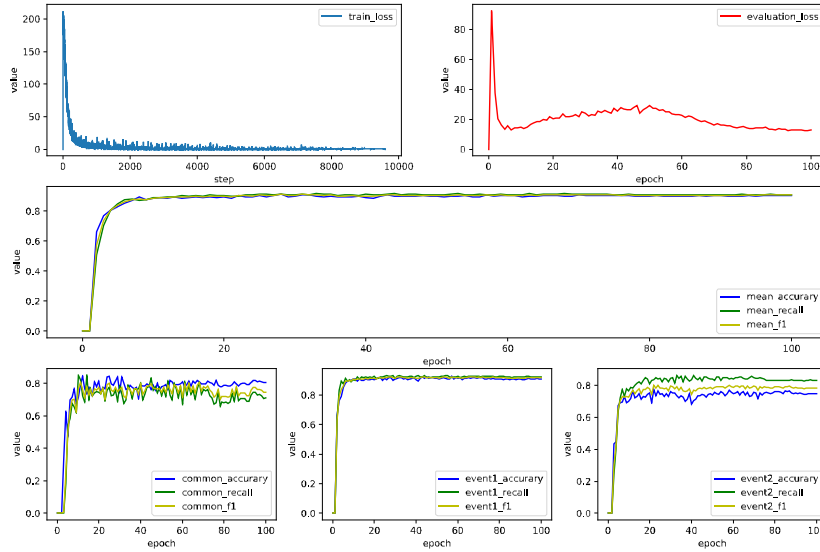 train_loss
value
200
150
100
50
0
0
2000
4000
6000
8000
10000
step
evaluation_loss
value
80
60
40
20
0
0
20
40
60
80
100
epoch
mean_accurary
mean_recall
mean_f1
value
0.8
0.6
0.4
0.2
0.0
0
20
40
60
80
100
epoch
common_accurary
common_recall
common_f1
value
0.8
0.6
0.4
0.2
0.0
0
20
40
60
80
100
epoch
event1_accurary
event1_recall
event1_f1
value
0.8
0.6
0.4
0.2
0.0
0
20
40
60
80
100
epoch
event2_accurary
event2_recall
event2_f1
value
0.8
0.6
0.4
0.2
0.0
0
20
40
60
80
100
epoch